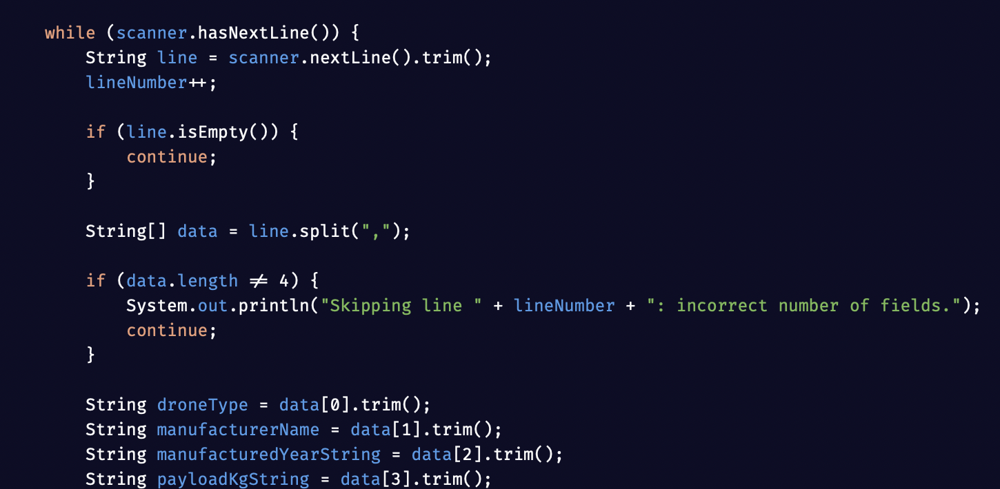 while (scanner.hasNextLine()) {
    String line = scanner.nextLine().trim();
    lineNumber++;

    if (line.isEmpty()) {
        continue;
    }

    String[] data = line.split(",");

    if (data.length != 4) {
        System.out.println("Skipping line " + lineNumber + ": incorrect number of fields.");
        continue;
    }

    String droneType = data[0].trim();
    String manufacturerName = data[1].trim();
    String manufacturedYearString = data[2].trim();
    String payloadKgString = data[3].trim();